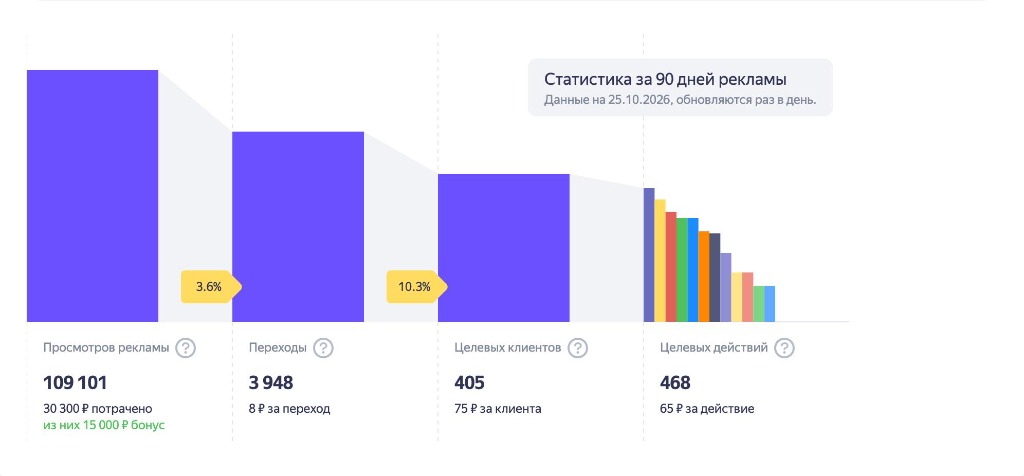 Статистика за 90 дней рекламы
Данные на 25.10.2026, обновляются раз в день.
3.6%
10.3%
Просмотров рекламы ?
109 101
30 300 ₽ потрачено
из них 15 000 ₽ бонус
Переходы ?
3 948
8 ₽ за переход
Целевых клиентов ?
405
75 ₽ за клиента
Целевых действий ?
468
65 ₽ за действие